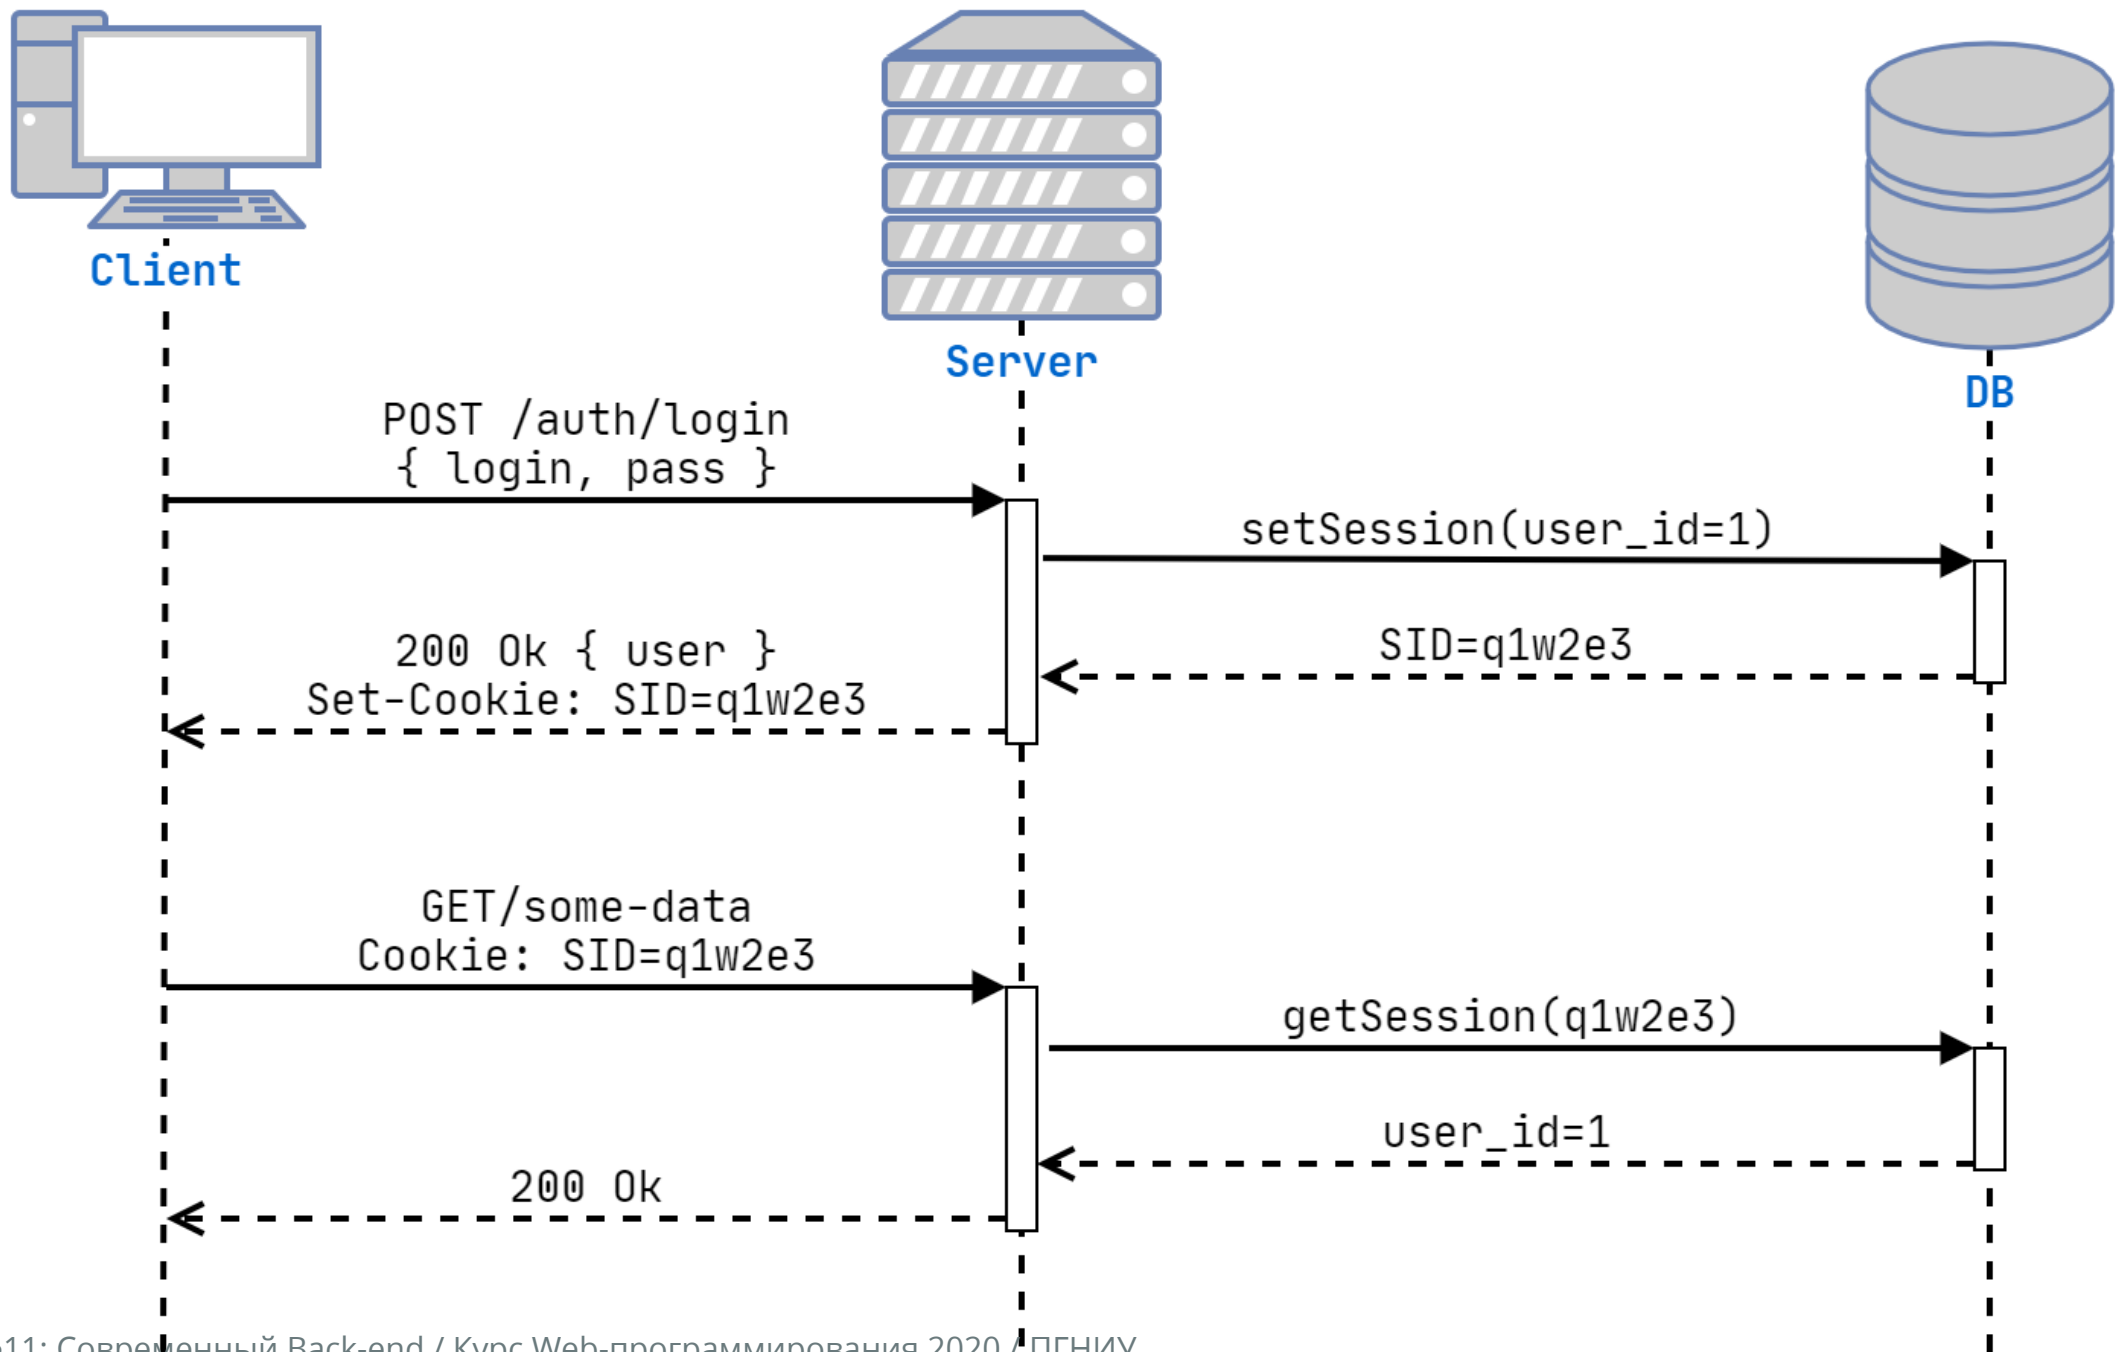 Client
Server
DB
POST /auth/login
{ login, pass }
setSession(user_id=1)
SID=q1w2e3
200 Ok { user }
Set-Cookie: SID=q1w2e3
GET/some-data
Cookie: SID=q1w2e3
getSession(q1w2e3)
user_id=1
200 Ok
11: Современный Back-end / Курс Web-программирования 2020 / ПГНИУ